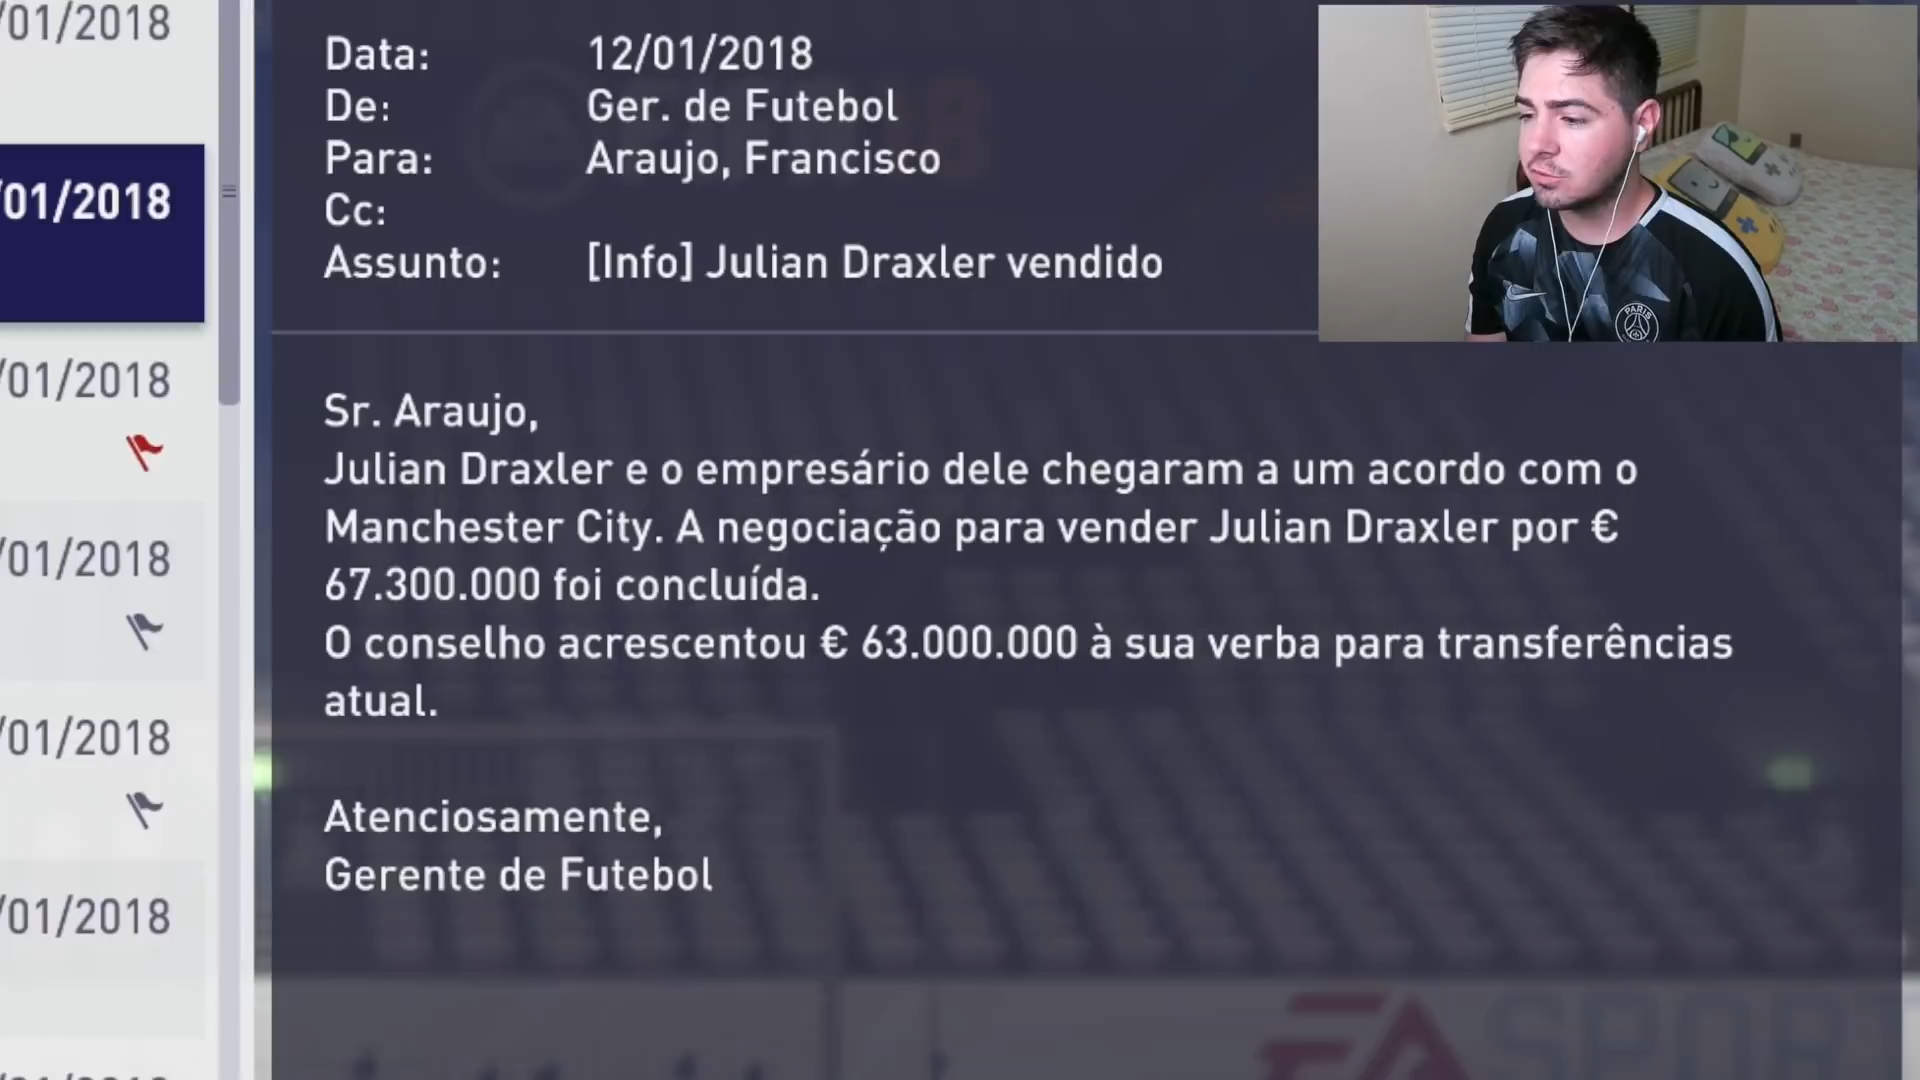 /01/2018
/01/2018
/01/2018
/01/2018
/01/2018
/01/2018
Data: 12/01/2018
De: Ger. de Futebol
Para: Araujo, Francisco
Cc:
Assunto: [Info] Julian Draxler vendido
Sr. Araujo,
Julian Draxler e o empresário dele chegaram a um acordo com o
Manchester City. A negociação para vender Julian Draxler por €
67.300.000 foi concluída.
O conselho acrescentou € 63.000.000 à sua verba para transferências
atual.
Atenciosamente,
Gerente de Futebol
PARIS
EA SPORT